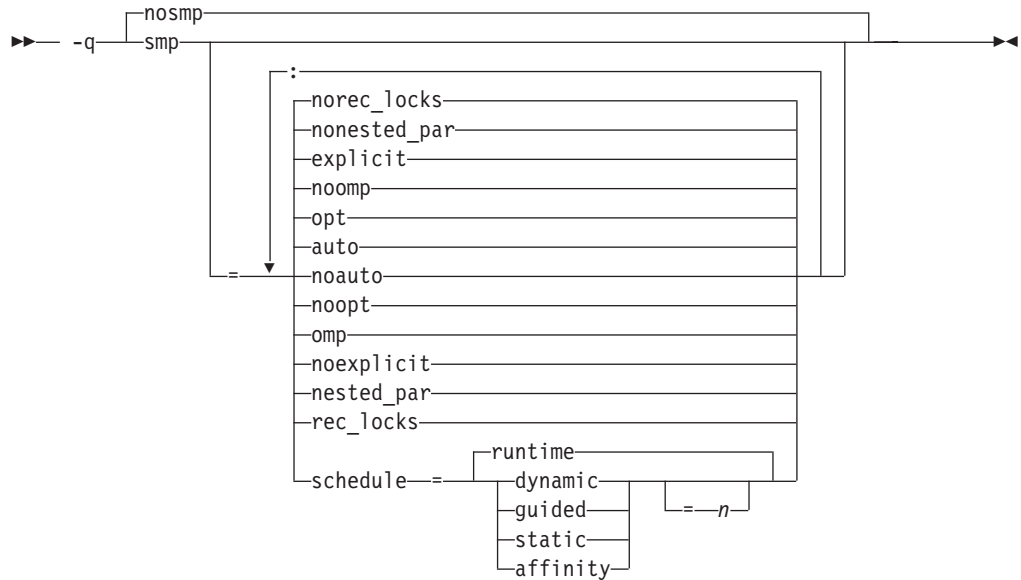 nosmp
-q smp
:
norec_locks
nonested_par
explicit
noomp
opt
auto
= noauto
noopt
omp
noexplicit
nested_par
rec_locks
runtime
schedule = dynamic
guided = n
static
affinity